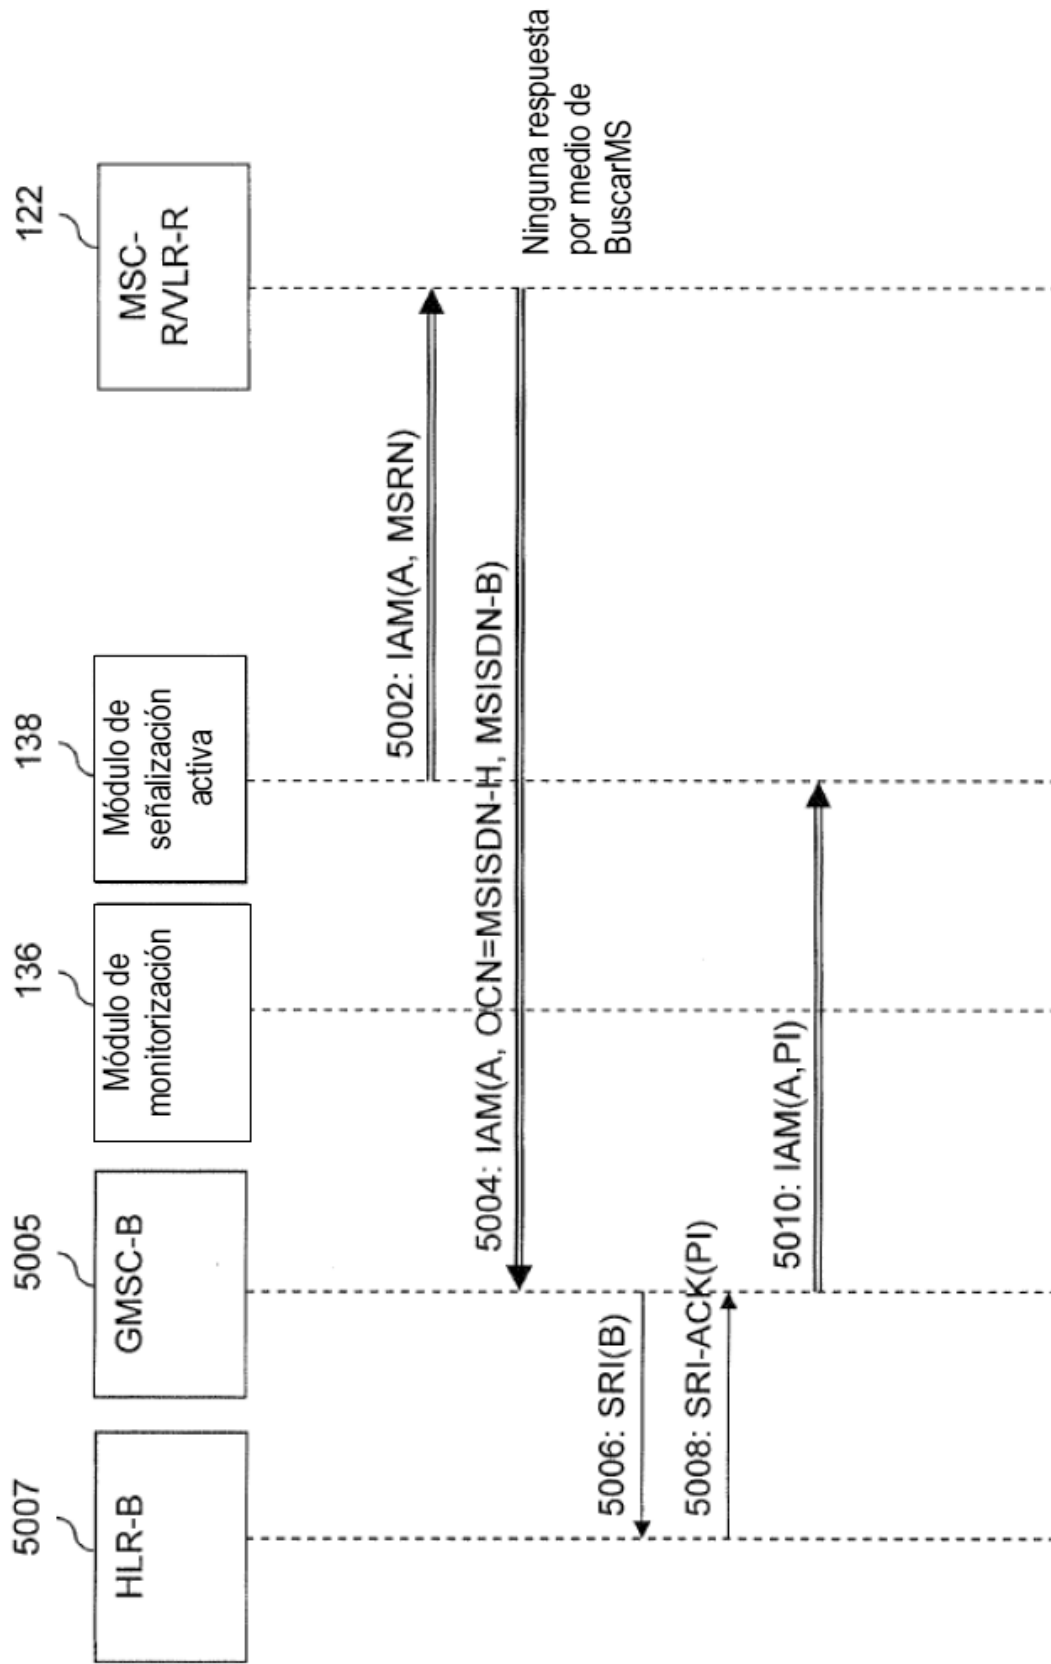 5007
5005
136
138
122
HLR-B
GMSC-B
Módulo de
monitorización
Módulo de
señalización
activa
MSC-
R/VLR-R
5002: IAM(A, MSRN)
5004: IAM(A, OCN=MSISDN-H, MSISDN-B)
Ninguna respuesta
por medio de
BuscarMS
5006: SRI(B)
5008: SRI-ACK(PI)
5010: IAM(A,PI)